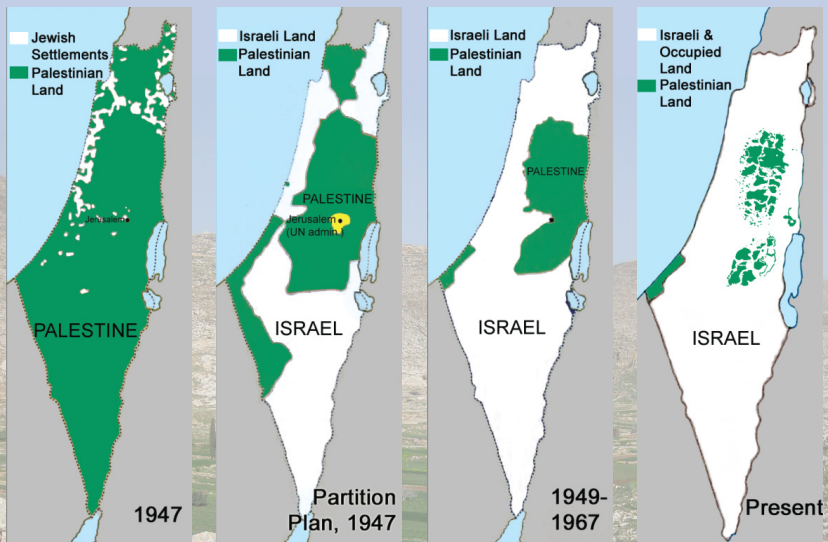 Jewish
Settlements
Palestinian
Land
Jerusalem
PALESTINE
1947
Israeli Land
Palestinian
Land
PALESTINE
Jerusalem
(UN admin.)
ISRAEL
Partition
Plan, 1947
Israeli Land
Palestinian
Land
PALESTINE
ISRAEL
1949-
1967
Israeli &
Occupied
Land
Palestinian
Land
ISRAEL
Present